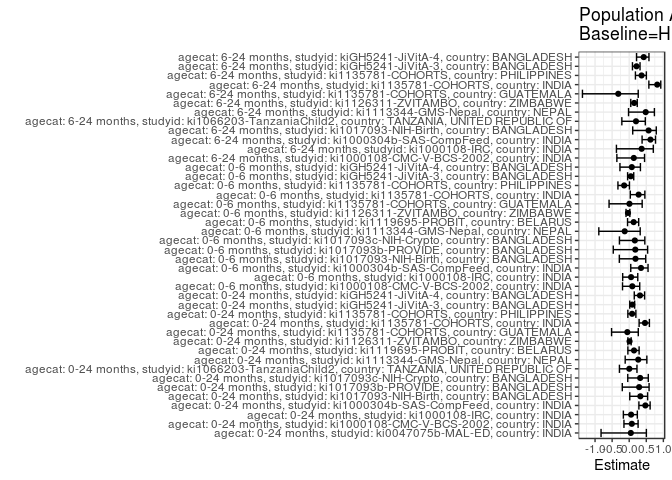 Population A
Baseline=H
agecat: 6-24 months, studyid: kiGH5241-JiVitA-4, country: BANGLADESH
agecat: 6-24 months, studyid: kiGH5241-JiVitA-3, country: BANGLADESH
agecat: 6-24 months, studyid: ki1135781-COHORTS, country: PHILIPPINES
agecat: 6-24 months, studyid: ki1135781-COHORTS, country: INDIA
agecat: 6-24 months, studyid: ki1135781-COHORTS, country: GUATEMALA
agecat: 6-24 months, studyid: ki1126311-ZVITAMBO, country: ZIMBABWE
agecat: 6-24 months, studyid: ki1113344-GMS-Nepal, country: NEPAL
agecat: 6-24 months, studyid: ki1066203-TanzaniaChild2, country: TANZANIA, UNITED REPUBLIC OF
agecat: 6-24 months, studyid: ki1017093-NIH-Birth, country: BANGLADESH
agecat: 6-24 months, studyid: ki1000304b-SAS-CompFeed, country: INDIA
agecat: 6-24 months, studyid: ki1000108-IRC, country: INDIA
agecat: 6-24 months, studyid: ki1000108-CMC-V-BCS-2002, country: INDIA
agecat: 0-6 months, studyid: kiGH5241-JiVitA-4, country: BANGLADESH
agecat: 0-6 months, studyid: kiGH5241-JiVitA-3, country: BANGLADESH
agecat: 0-6 months, studyid: ki1135781-COHORTS, country: PHILIPPINES
agecat: 0-6 months, studyid: ki1135781-COHORTS, country: INDIA
agecat: 0-6 months, studyid: ki1135781-COHORTS, country: GUATEMALA
agecat: 0-6 months, studyid: ki1126311-ZVITAMBO, country: ZIMBABWE
agecat: 0-6 months, studyid: ki1119695-PROBIT, country: BELARUS
agecat: 0-6 months, studyid: ki1113344-GMS-Nepal, country: NEPAL
agecat: 0-6 months, studyid: ki1017093c-NIH-Crypto, country: BANGLADESH
agecat: 0-6 months, studyid: ki1017093b-PROVIDE, country: BANGLADESH
agecat: 0-6 months, studyid: ki1017093-NIH-Birth, country: BANGLADESH
agecat: 0-6 months, studyid: ki1000304b-SAS-CompFeed, country: INDIA
agecat: 0-6 months, studyid: ki1000108-IRC, country: INDIA
agecat: 0-6 months, studyid: ki1000108-CMC-V-BCS-2002, country: INDIA
agecat: 0-24 months, studyid: kiGH5241-JiVitA-4, country: BANGLADESH
agecat: 0-24 months, studyid: kiGH5241-JiVitA-3, country: BANGLADESH
agecat: 0-24 months, studyid: ki1135781-COHORTS, country: PHILIPPINES
agecat: 0-24 months, studyid: ki1135781-COHORTS, country: INDIA
agecat: 0-24 months, studyid: ki1135781-COHORTS, country: GUATEMALA
agecat: 0-24 months, studyid: ki1126311-ZVITAMBO, country: ZIMBABWE
agecat: 0-24 months, studyid: ki1119695-PROBIT, country: BELARUS
agecat: 0-24 months, studyid: ki1113344-GMS-Nepal, country: NEPAL
agecat: 0-24 months, studyid: ki1066203-TanzaniaChild2, country: TANZANIA, UNITED REPUBLIC OF
agecat: 0-24 months, studyid: ki1017093c-NIH-Crypto, country: BANGLADESH
agecat: 0-24 months, studyid: ki1017093b-PROVIDE, country: BANGLADESH
agecat: 0-24 months, studyid: ki1017093-NIH-Birth, country: BANGLADESH
agecat: 0-24 months, studyid: ki1000304b-SAS-CompFeed, country: INDIA
agecat: 0-24 months, studyid: ki1000108-IRC, country: INDIA
agecat: 0-24 months, studyid: ki1000108-CMC-V-BCS-2002, country: INDIA
agecat: 0-24 months, studyid: ki0047075b-MAL-ED, country: INDIA
-1.0-0.50.00.51.0
Estimate